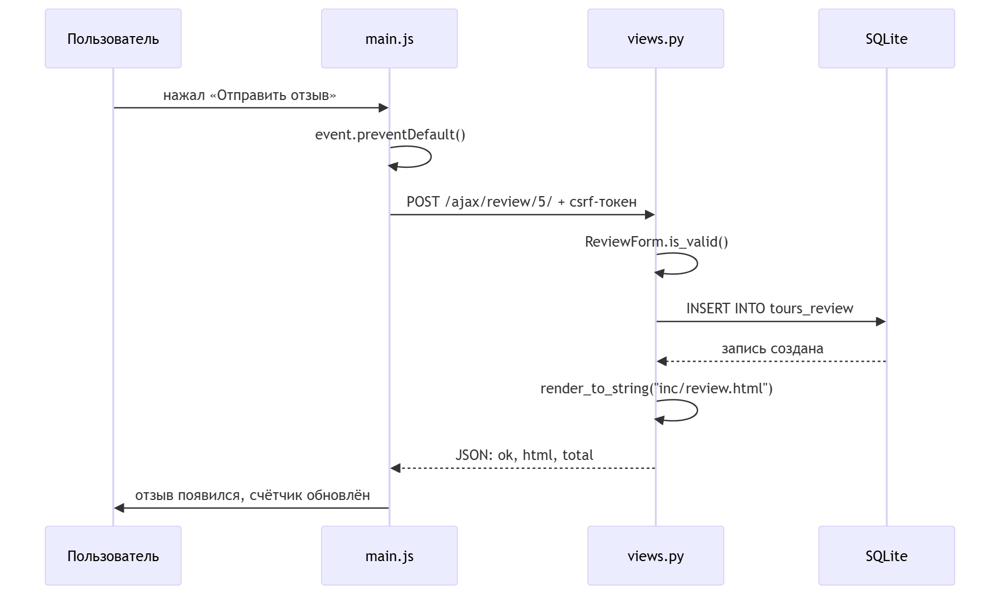 Пользователь
main.js
views.py
SQLite
нажал «Отправить отзыв»
event.preventDefault()
POST /ajax/review/5/ + csrf-токен
ReviewForm.is_valid()
INSERT INTO tours_review
запись создана
render_to_string("inc/review.html")
JSON: ok, html, total
отзыв появился, счётчик обновлён
Пользователь
main.js
views.py
SQLite